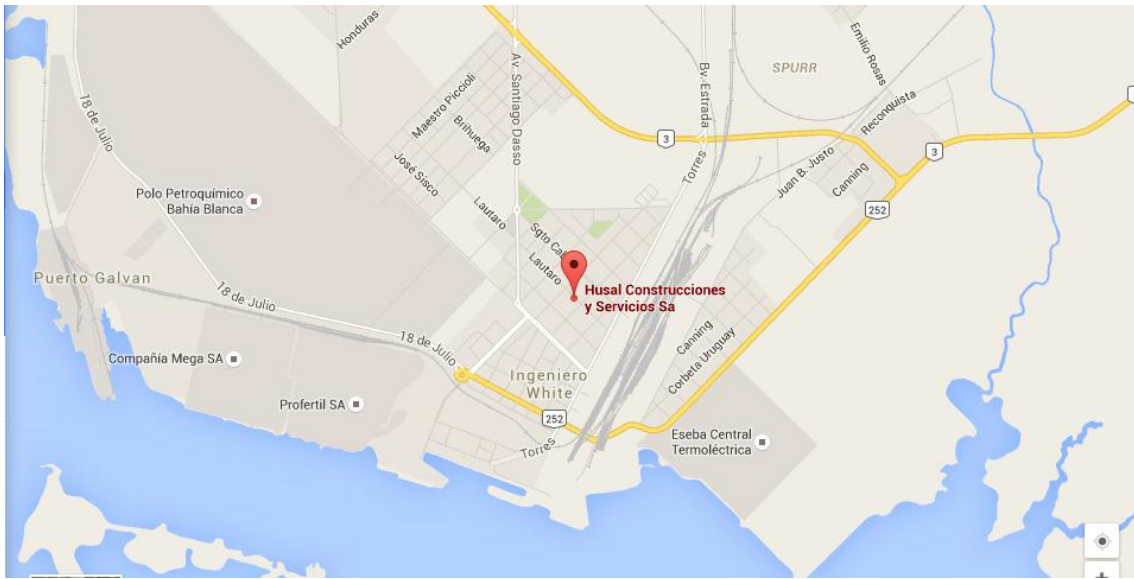 Honduras
Av. Santiago Dasso
Bv. Estrada
SPURR
Emilio Rosas
Reconquista
18 de Julio
Maestro Piccioli
Brihuega
3
Torres
Juan B. Justo
Canning
3
José Sisco
252
Polo Petroquímico
Bahía Blanca
Lautaro
Sgto Cab
Lautaro
Puerto Galvan
18 de Julio
Husal Construcciones
y Servicios Sa
18 de Julio
Canning
Corbeta Uruguay
Compañía Mega SA
Ingeniero
White
Profertil SA
252
Torres
Eseba Central
Termoléctrica